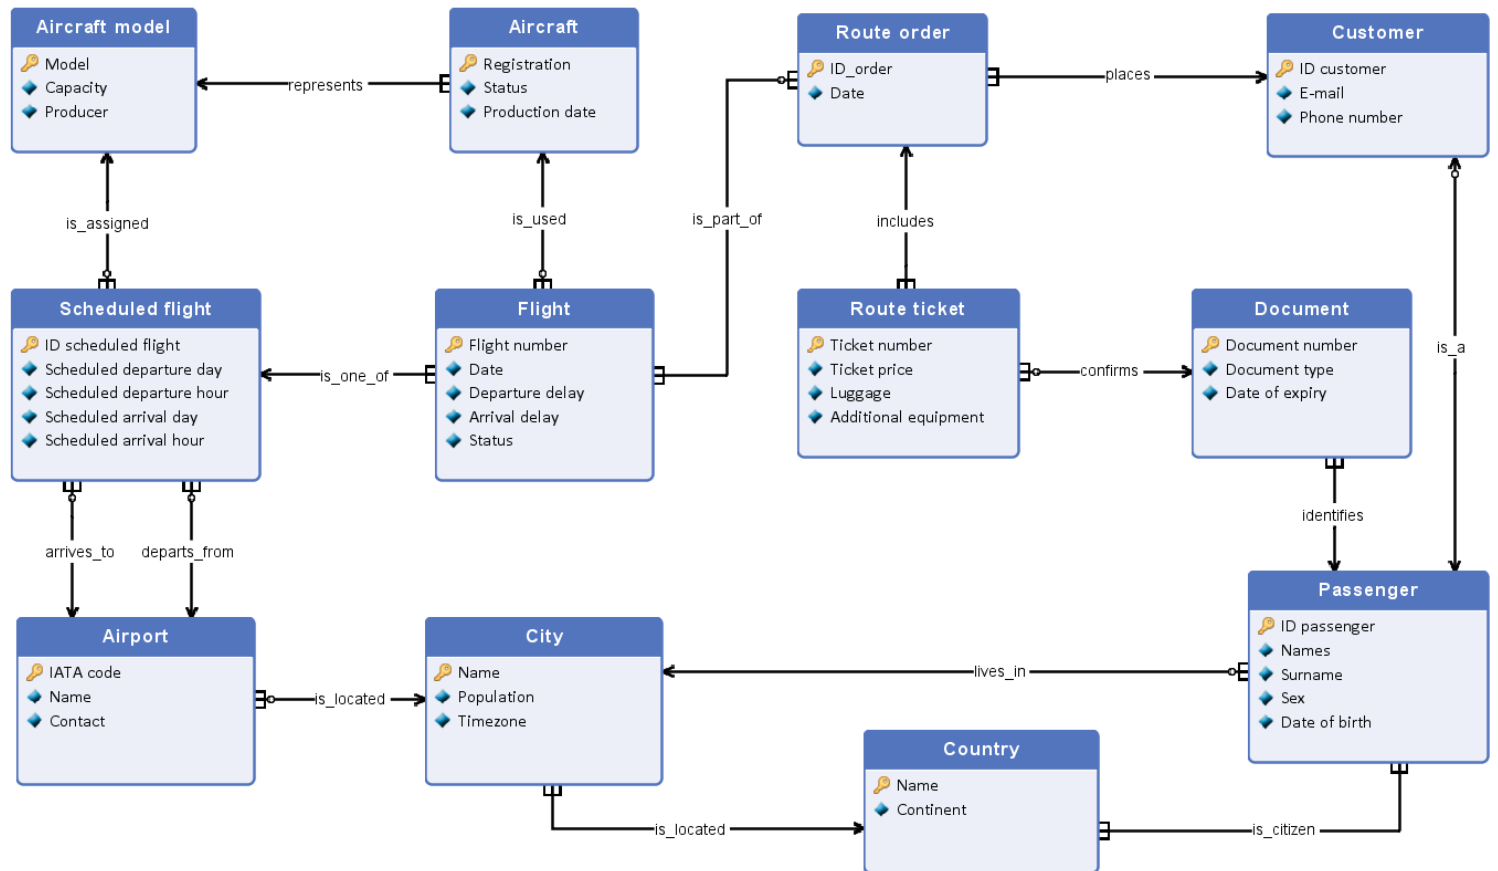 Aircraft model
Model
Capacity
Producer
represents
Aircraft
Registration
Status
Production date
Route order
ID_order
Date
places
Customer
ID customer
E-mail
Phone number
is_assigned
is_used
is_part_of
includes
is_a
Scheduled flight
ID scheduled flight
Scheduled departure day
Scheduled departure hour
Scheduled arrival day
Scheduled arrival hour
is_one_of
Flight
Flight number
Date
Departure delay
Arrival delay
Status
Route ticket
Ticket number
Ticket price
Luggage
Additional equipment
confirms
Document
Document number
Document type
Date of expiry
arrives_to
departs_from
identifies
Airport
IATA code
Name
Contact
is_located
City
Name
Population
Timezone
lives_in
Passenger
ID passenger
Names
Surname
Sex
Date of birth
is_located
Country
Name
Continent
is_citizen